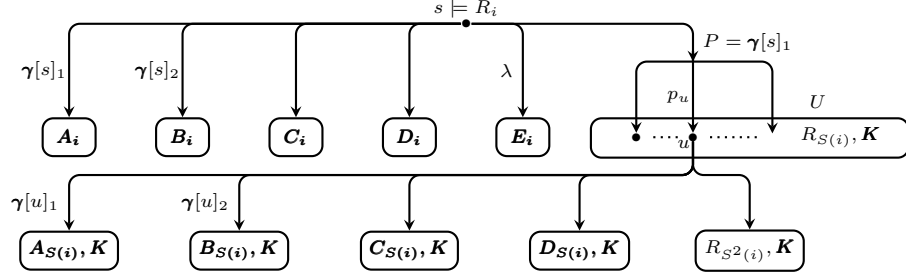 s ⊨ R_i
γ[s]_1 γ[s]_2 λ P = γ[s]_1
p_u U
A_i B_i C_i D_i E_i u ..... ....... R_{S(i)}, K
γ[u]_1 γ[u]_2
A_{S(i)}, K B_{S(i)}, K C_{S(i)}, K D_{S(i)}, K R_{S^2(i)}, K